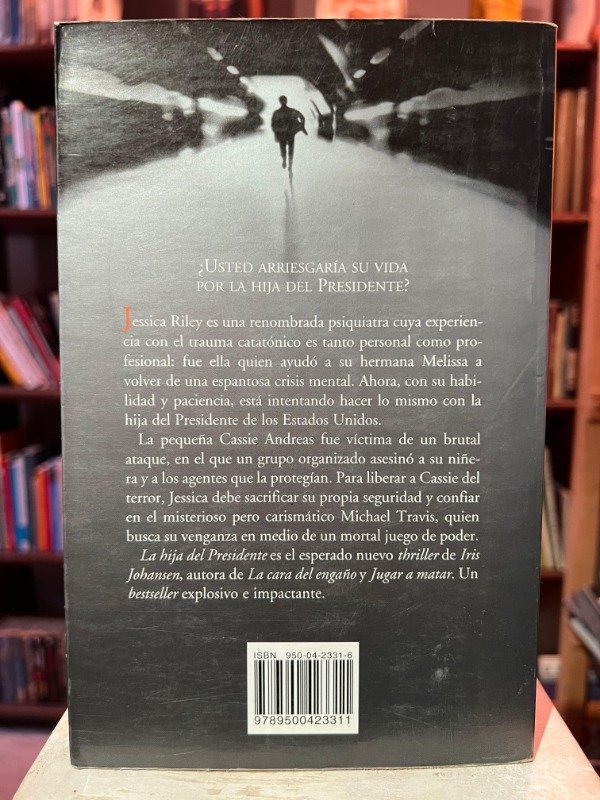 ¿Usted arriesgaría su vida
por la hija del Presidente?
Jessica Riley es una renombrada psiquiatra cuya experien-
cia con el trauma catatónico es tanto personal como pro-
fesional: fue ella quien ayudó a su hermana Melissa a
volver de una espantosa crisis mental. Ahora, con su habi-
lidad y paciencia, está intentando hacer lo mismo con la
hija del Presidente de los Estados Unidos.
La pequeña Cassie Andreas fue víctima de un brutal
ataque, en el que un grupo organizado asesinó a su niñe-
ra y a los agentes que la protegían. Para liberar a Cassie del
terror, Jessica debe sacrificar su propia seguridad y confiar
en el misterioso pero carismático Michael Travis, quien
busca su venganza en medio de un mortal juego de poder.
La hija del Presidente es el esperado nuevo thriller de Iris
Johansen, autora de La cara del engaño y Jugar a matar. Un
bestseller explosivo e impactante.
ISBN 950-04-2331-6
9789500423311